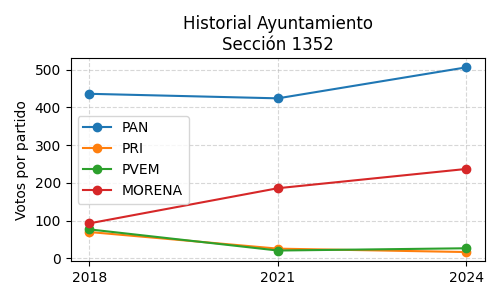 Historial Ayuntamiento
Sección 1352
Votos por partido
500
400
300
200
100
0
PAN
PRI
PVEM
MORENA
2018
2021
2024